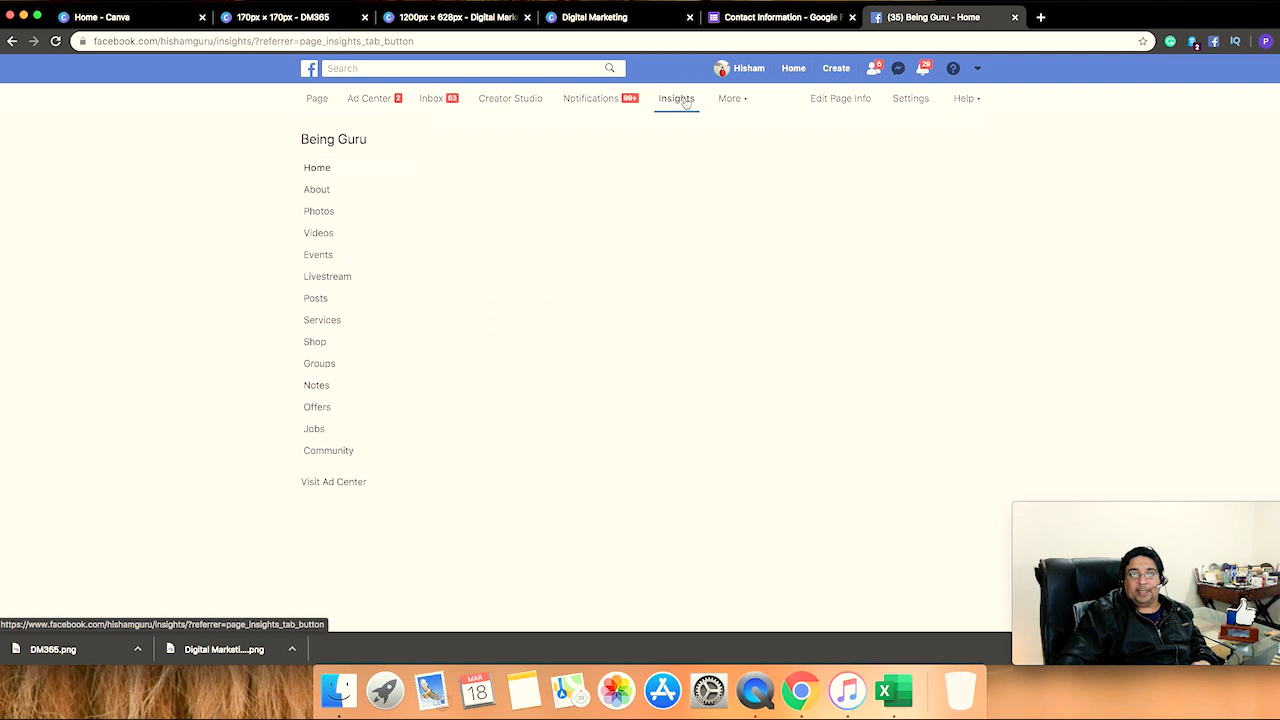 Home - Canva
170px × 170px - DM365
1200px × 628px - Digital Mark
Digital Marketing
Contact Information - Google F
(35) Being Guru - Home
facebook.com/hishamguru/insights/?referrer=page_insights_tab_button
Search
Hisham
Home
Create
6
29
Page
Ad Center 2
Inbox 63
Creator Studio
Notifications 99+
Insights
More
Edit Page Info
Settings
Help
Being Guru
Home
About
Photos
Videos
Events
Livestream
Posts
Services
Shop
Groups
Notes
Offers
Jobs
Community
Visit Ad Center
https://www.facebook.com/hishamguru/insights/?referrer=page_insights_tab_button
DM365.png
Digital Marketi....png
MAR
18